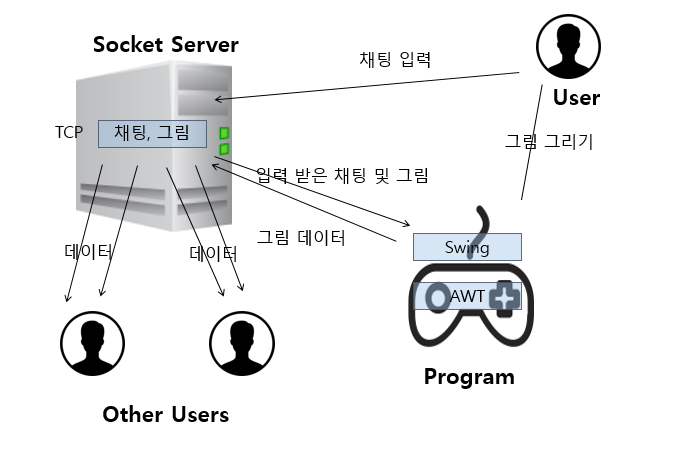 Socket Server
채팅 입력
User
TCP
채팅, 그림
그림 그리기
입력 받은 채팅 및 그림
그림 데이터
데이터
데이터
Swing
AWT
Program
Other Users